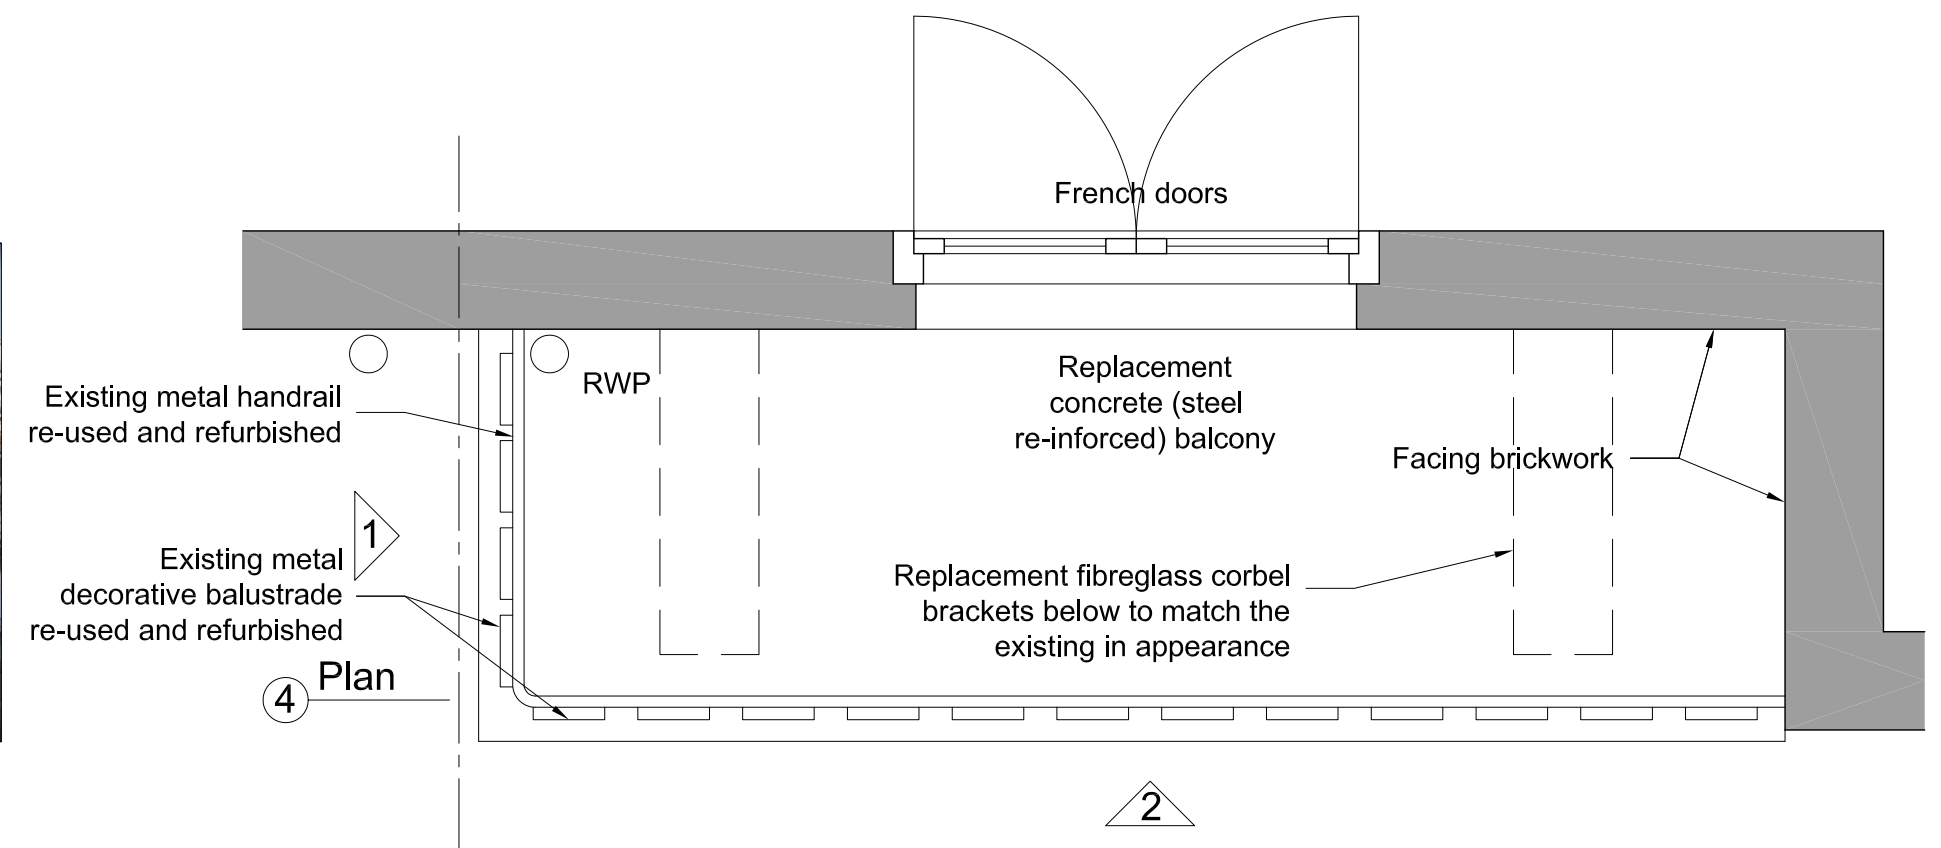 French doors
RWP
Replacement
concrete (steel
re-inforced) balcony
Existing metal handrail
re-used and refurbished
Facing brickwork
1
Existing metal
decorative balustrade
re-used and refurbished
Replacement fibreglass corbel
brackets below to match the
existing in appearance
4 Plan
2